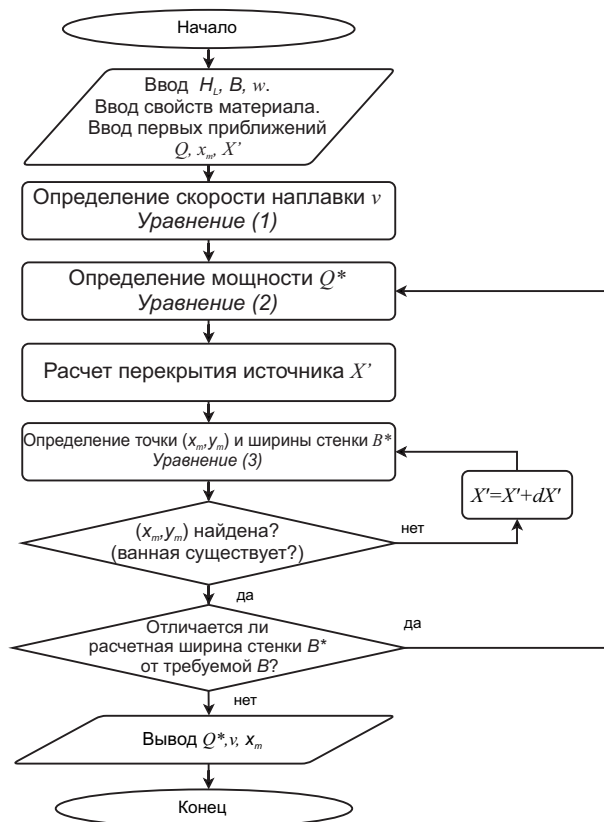 Начало
Ввод H_L, B, w.
Ввод свойств материала.
Ввод первых приближений
Q, x_m, X'
Определение скорости наплавки v
Уравнение (1)
Определение мощности Q*
Уравнение (2)
Расчет перекрытия источника X'
Определение точки (x_m,y_m) и ширины стенки B*
Уравнение (3)
X'=X'+dX'
(x_m,y_m) найдена?
(ванная существует?)
нет
да
Отличается ли
расчетная ширина стенки B*
от требуемой B?
да
нет
Вывод Q*,v, x_m
Конец